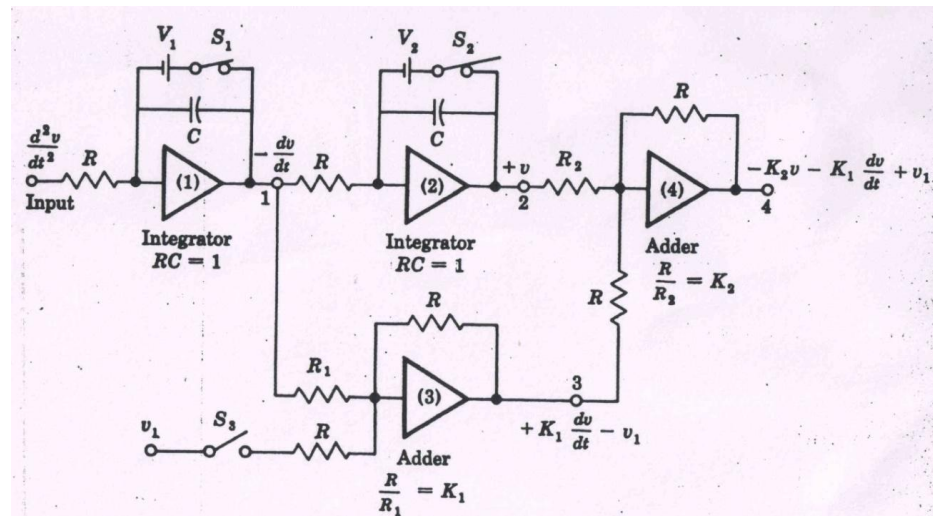 V₁ S₁
V₂ S₂
C
C
R
d²v/dt²
R
− dv/dt
R
+v
R₂
−K₂v − K₁ dv/dt + v₁
(1)
(2)
(4)
Input
1
2
4
Integrator
RC = 1
Integrator
RC = 1
Adder
R/R₂ = K₂
R
R
R₁
(3)
3
+ K₁ dv/dt − v₁
v₁
S₃
R
Adder
R/R₁ = K₁